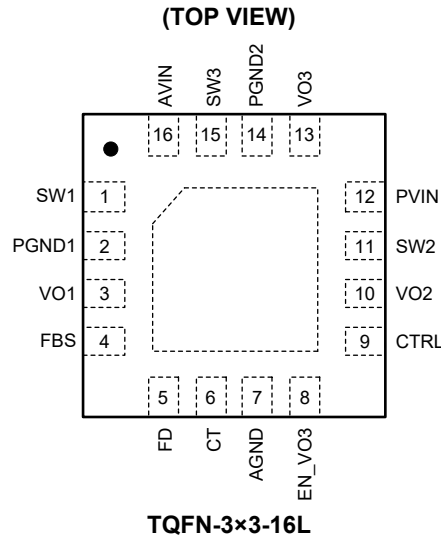 (TOP VIEW)
AVIN
SW3
PGND2
VO3
16
15
14
13
SW1 1
12 PVIN
PGND1 2
11 SW2
VO1 3
10 VO2
FBS 4
9 CTRL
5
6
7
8
FD
CT
AGND
EN_VO3
TQFN-3×3-16L